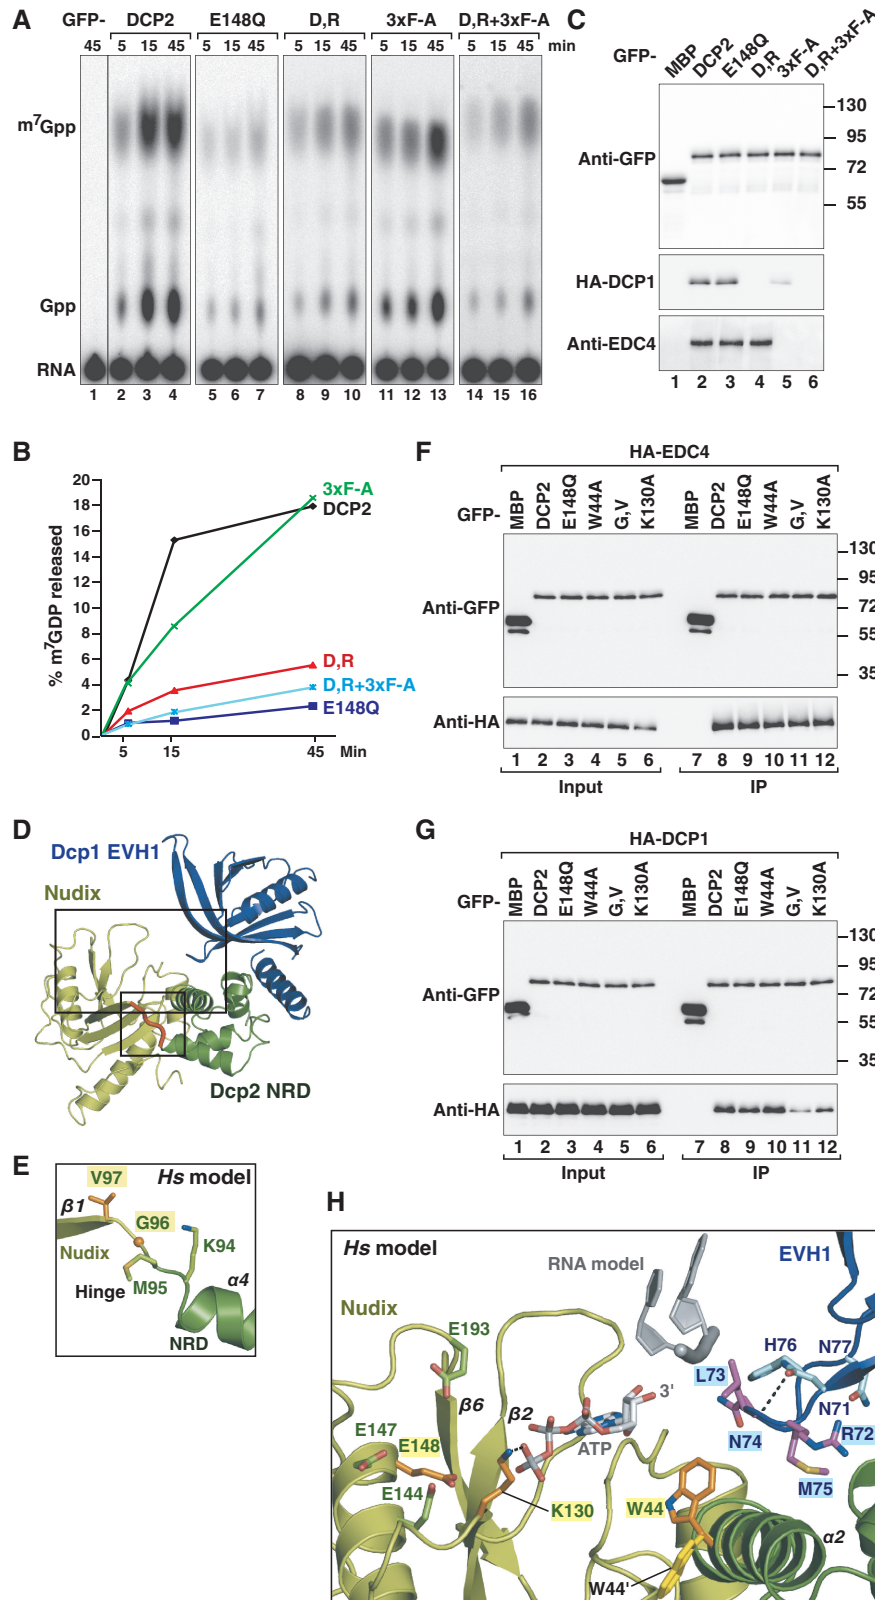 A
GFP- DCP2 E148Q D,R 3xF-A D,R+3xF-A
45 5 15 45 5 15 45 5 15 45 5 15 45 5 15 45 min
m7Gpp
Gpp
RNA
1 2 3 4 5 6 7 8 9 10 11 12 13 14 15 16
C
GFP- MBP DCP2 E148Q D,R 3xF-A D,R+3xF-A
130
95
Anti-GFP
72
55
HA-DCP1
Anti-EDC4
1 2 3 4 5 6
B
% m7GDP released
20
18
16
14
12
10
8
6
4
2
0
3xF-A
DCP2
D,R
D,R+3xF-A
E148Q
5 15 45 Min
F
HA-EDC4
GFP- MBP DCP2 E148Q W44A G,V K130A MBP DCP2 E148Q W44A G,V K130A
130
95
Anti-GFP
72
55
35
Anti-HA
1 2 3 4 5 6 7 8 9 10 11 12
Input IP
D
Dcp1 EVH1
Nudix
Dcp2 NRD
G
HA-DCP1
GFP- MBP DCP2 E148Q W44A G,V K130A MBP DCP2 E148Q W44A G,V K130A
130
95
Anti-GFP
72
55
35
Anti-HA
1 2 3 4 5 6 7 8 9 10 11 12
Input IP
E
V97 Hs model
β1
G96
Nudix
K94
Hinge M95
α4
NRD
H
Hs model
RNA model
EVH1
Nudix
E193
H76 N77
L73
β6 β2
3'
N71
E147
E148
ATP
N74 R72
E144
M75
K130 W44
α2
W44'